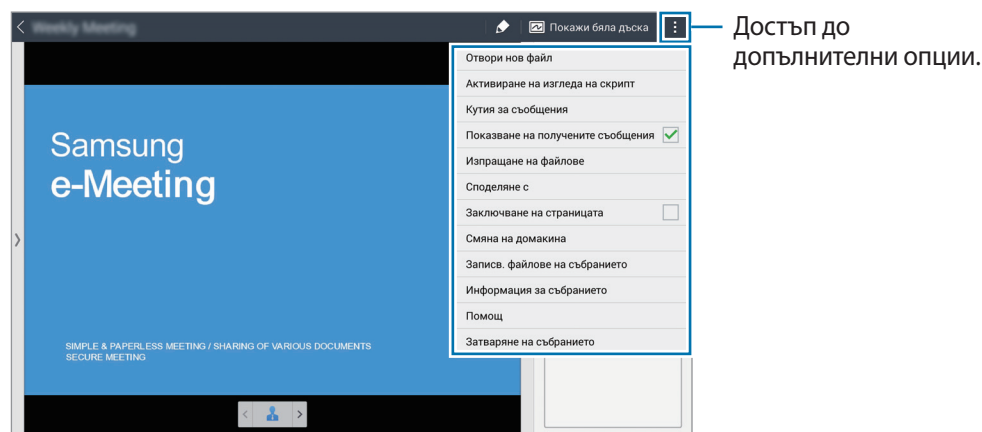 Weekly Meeting
Покажи бяла дъска
Достъп до
допълнителни опции.
Отвори нов файл
Активиране на изгледа на скрипт
Кутия за съобщения
Показване на получените съобщения
Изпращане на файлове
Споделяне с
Заключване на страницата
Смяна на домакина
Записв. файлове на събранието
Информация за събранието
Помощ
Затваряне на събранието
Samsung
e-Meeting
SIMPLE & PAPERLESS MEETING / SHARING OF VARIOUS DOCUMENTS
SECURE MEETING